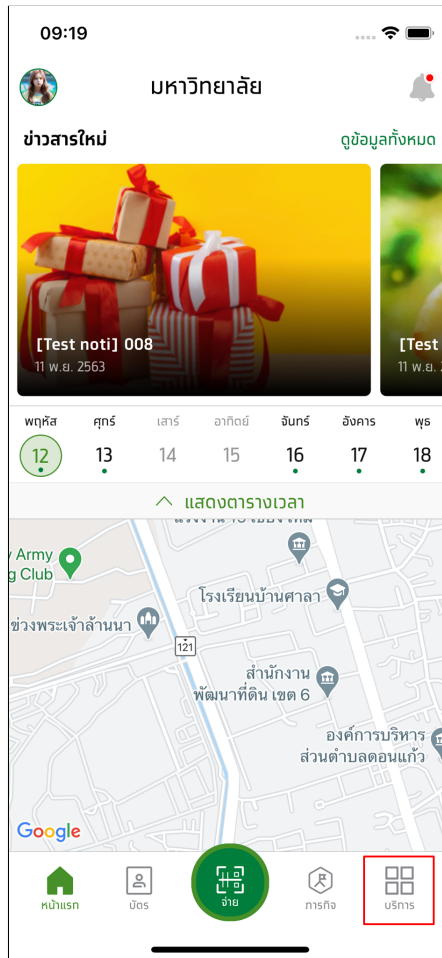 09:19
มหาวิทยาลัย
ข่าวสารใหม่
ดูข้อมูลทั้งหมด
[Test noti] 008
11 พ.ย. 2563
[Test
11 พ.ย.
พฤหัส ศุกร์ เสาร์ อาทิตย์ จันทร์ อังคาร พุธ
12 13 14 15 16 17 18
แสดงตารางเวลา
Army
g Club
โรงเรียนบ้านศาลา
ช่วงพระเจ้าล้านนา
121
สำนักงาน
พัฒนาที่ดิน เขต 6
องค์การบริหาร
ส่วนตำบลดอนแก้ว
Google
หน้าแรก บัตร จ่าย ภารกิจ บริการ